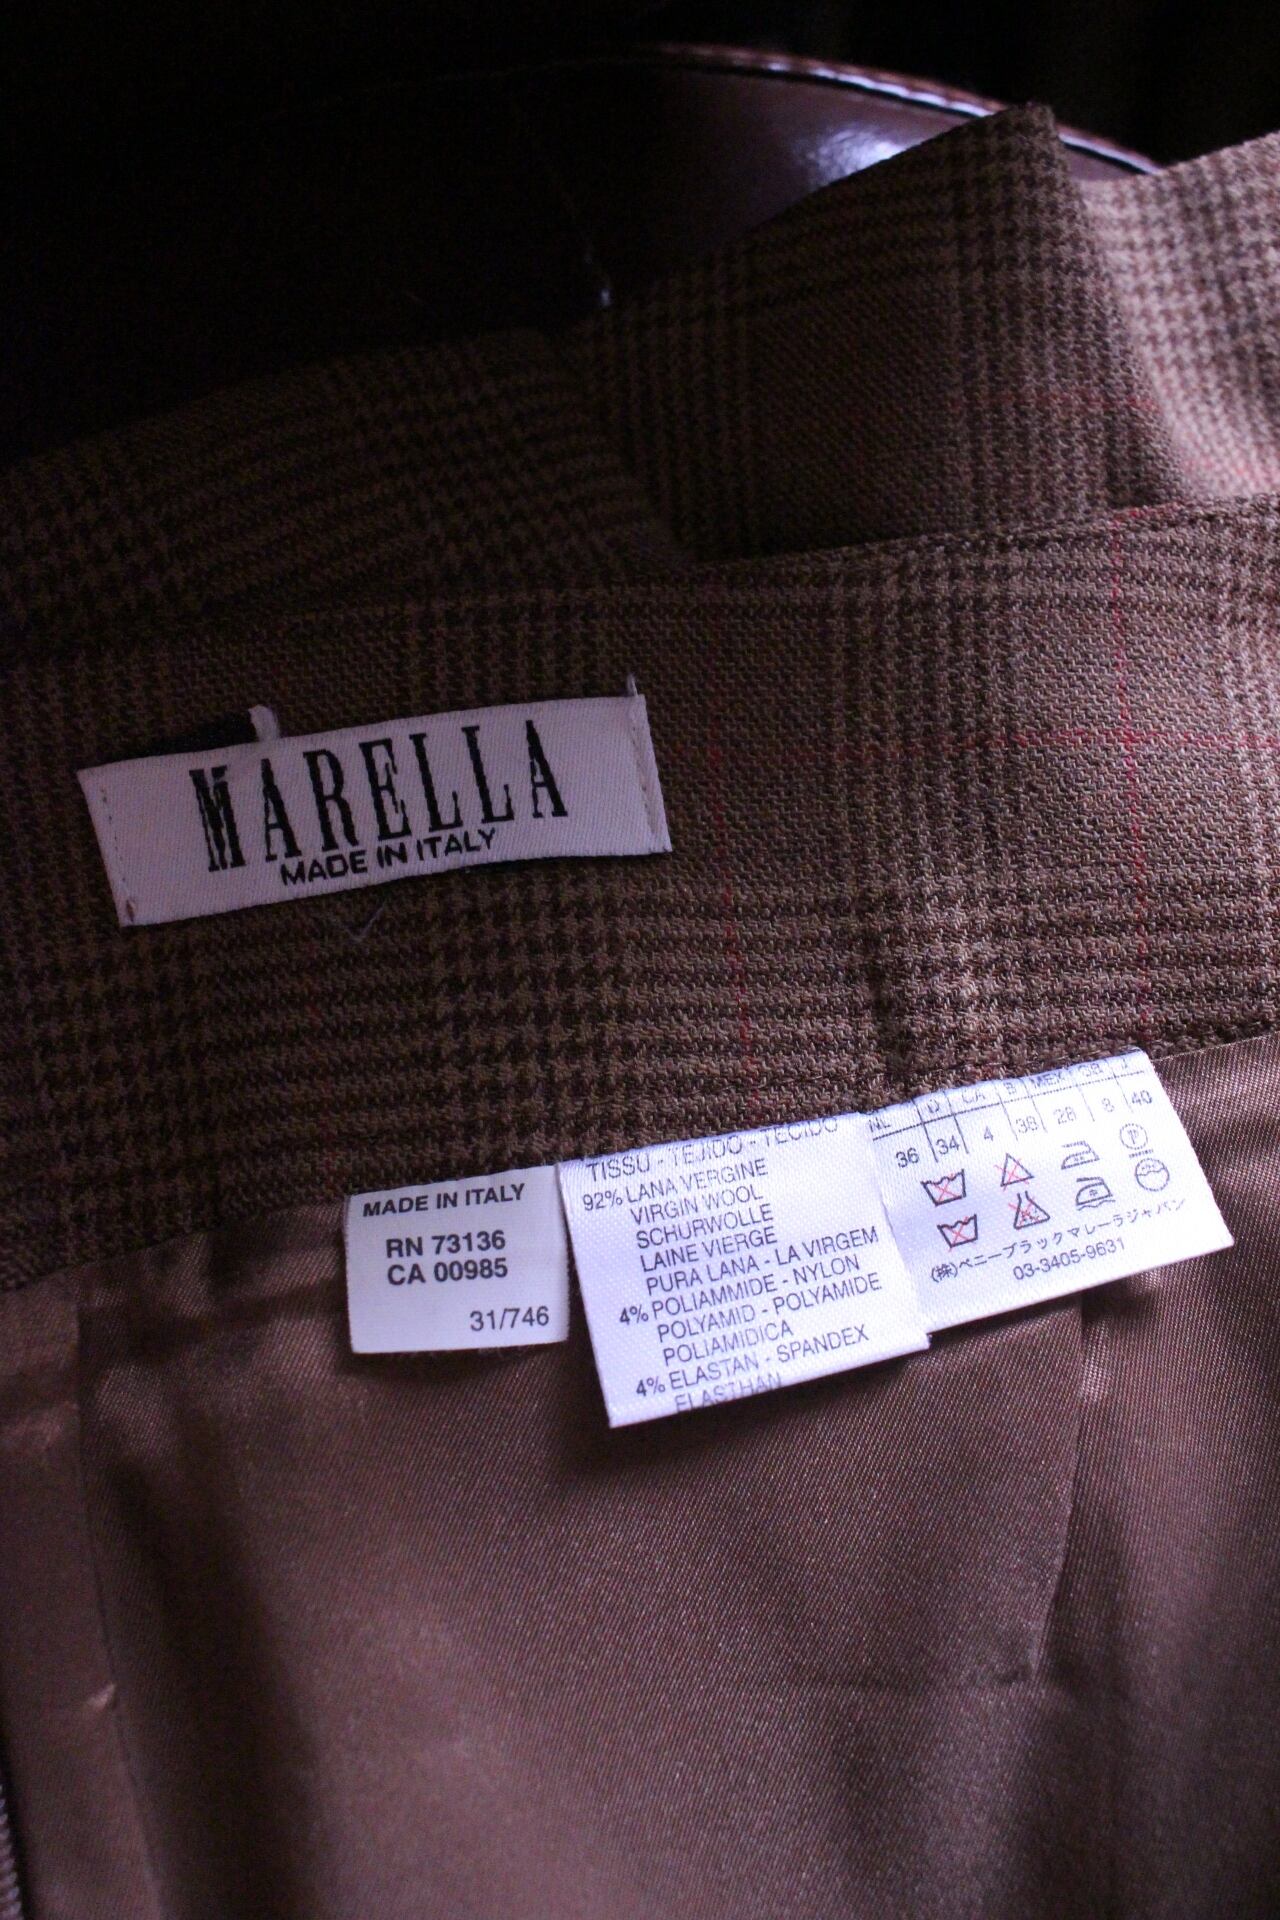 MARELLA
MADE IN ITALY
MADE IN ITALY
RN 73136
CA 00985
31/746
TISSU - TEJIDO - TECIDO
92% LANA VERGINE
VIRGIN WOOL
SCHURWOLLE
LAINE VIERGE
PURA LANA - LA VIRGEM
4% POLIAMMIDE - NYLON
POLYAMID - POLYAMIDE
POLIAMIDICA
4% ELASTAN - SPANDEX
ELASTHAN
NL D CA B MEX GB J
36 34 4 36 28 8 40
(株)ペニーブラックマレーラジャパン
03-3405-9631